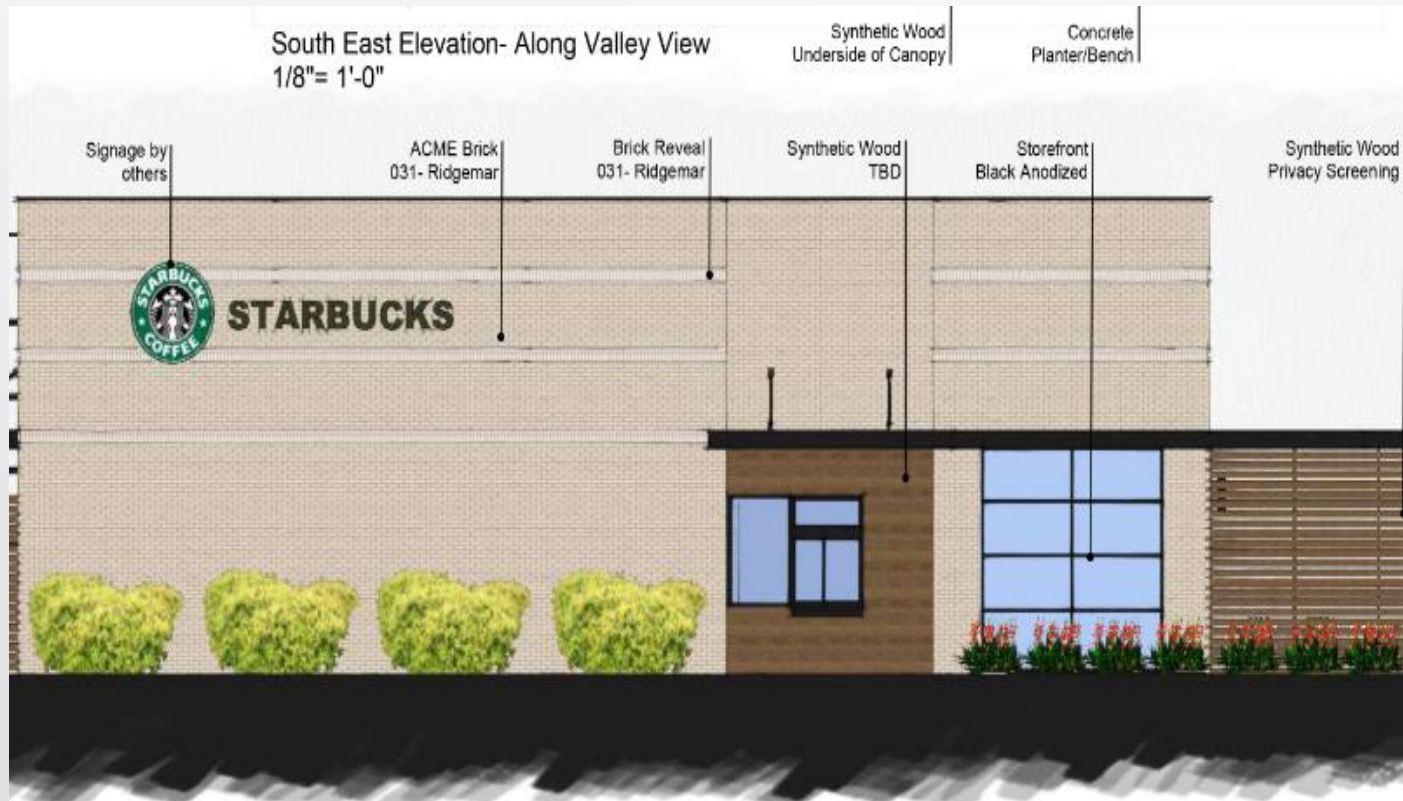 South East Elevation- Along Valley View
1/8"= 1'-0"
Synthetic Wood
Underside of Canopy
Concrete
Planter/Bench
Signage by
others
ACME Brick
031- Ridgemar
Brick Reveal
031- Ridgemar
Synthetic Wood
TBD
Storefront
Black Anodized
Synthetic Wood
Privacy Screening
STARBUCKS
COFFEE
STARBUCKS